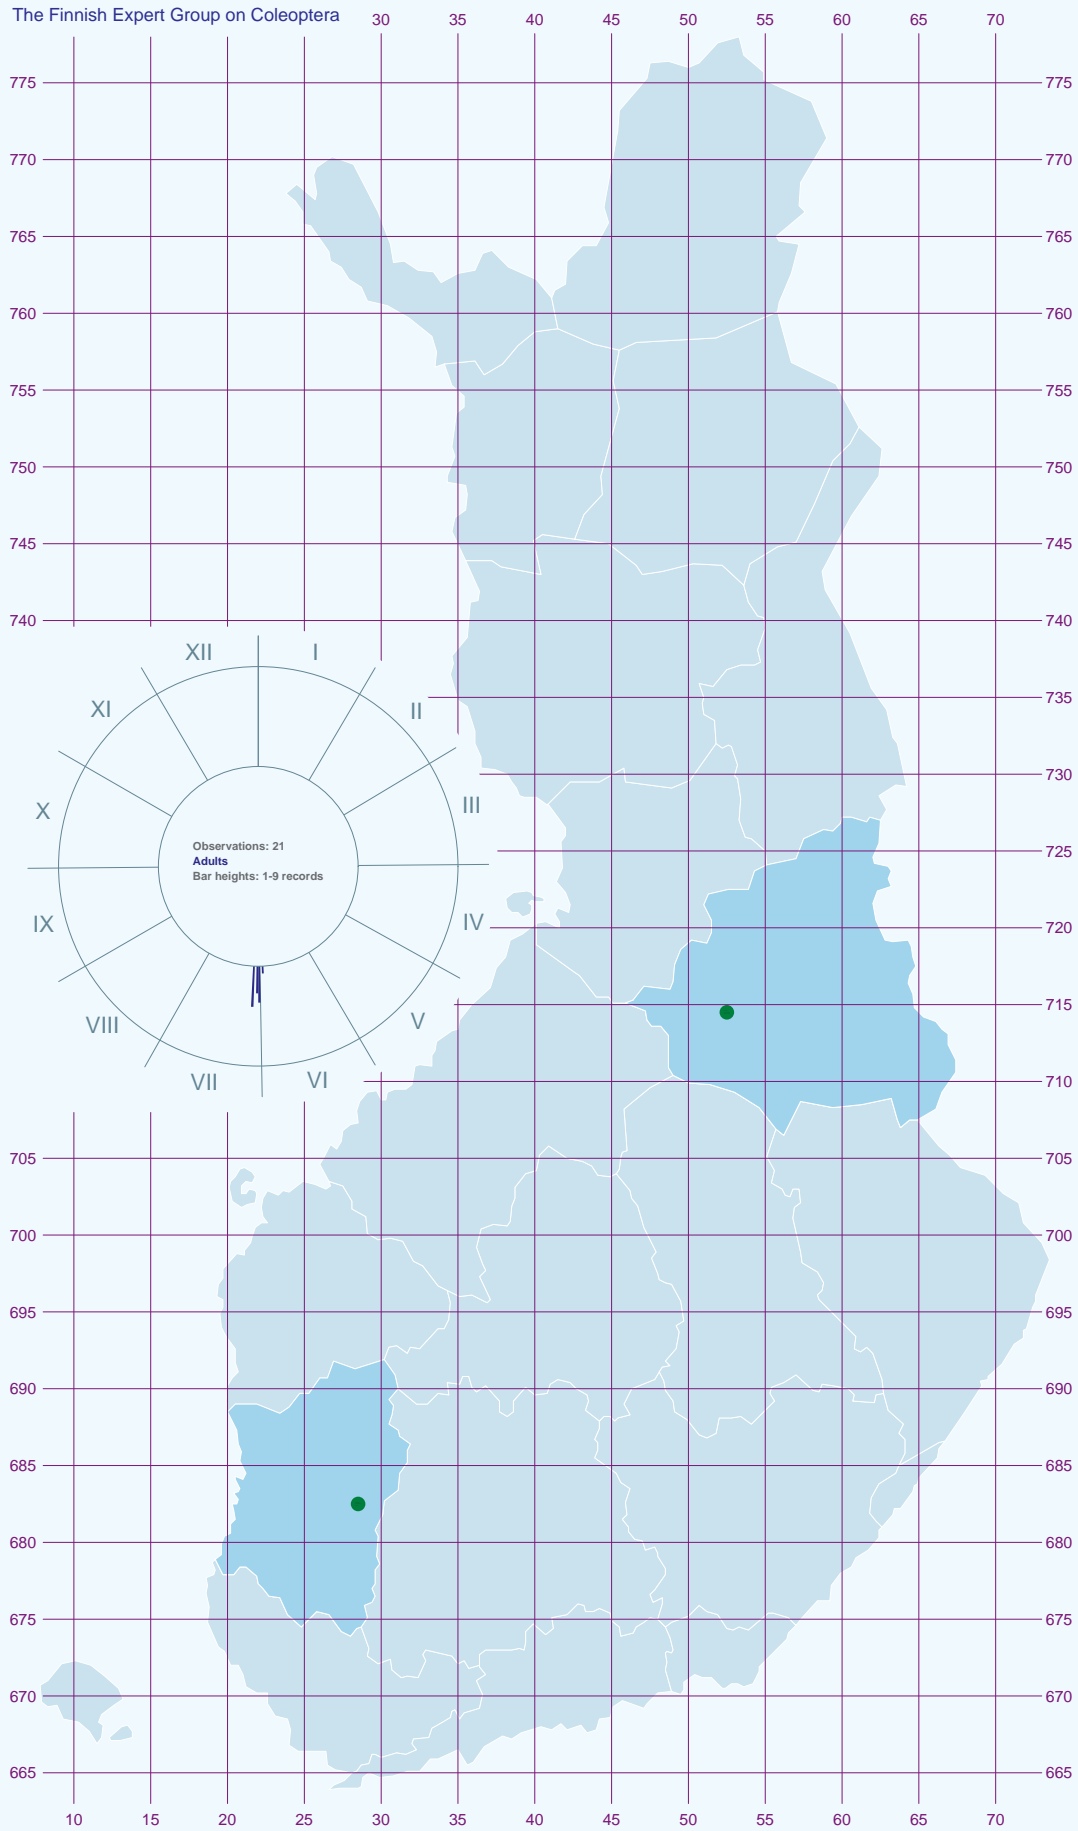 The Finnish Expert Group on Coleoptera
30 40 50 55 60 65 70
35 45
775 775
770 770
765 765
760 760
755 755
750 750
745 745
740 740
XII I
XI II
735
730
X III
Observations: 21
Adults
Bar heights: 1-9 records
725
IX IV
720
715
VIII V
VII VI
710
705 705
700 700
695 695
690 690
685 685
680 680
675 675
670 670
665 665
10 15 20 25 30 35 40 45 50 55 60 65 70